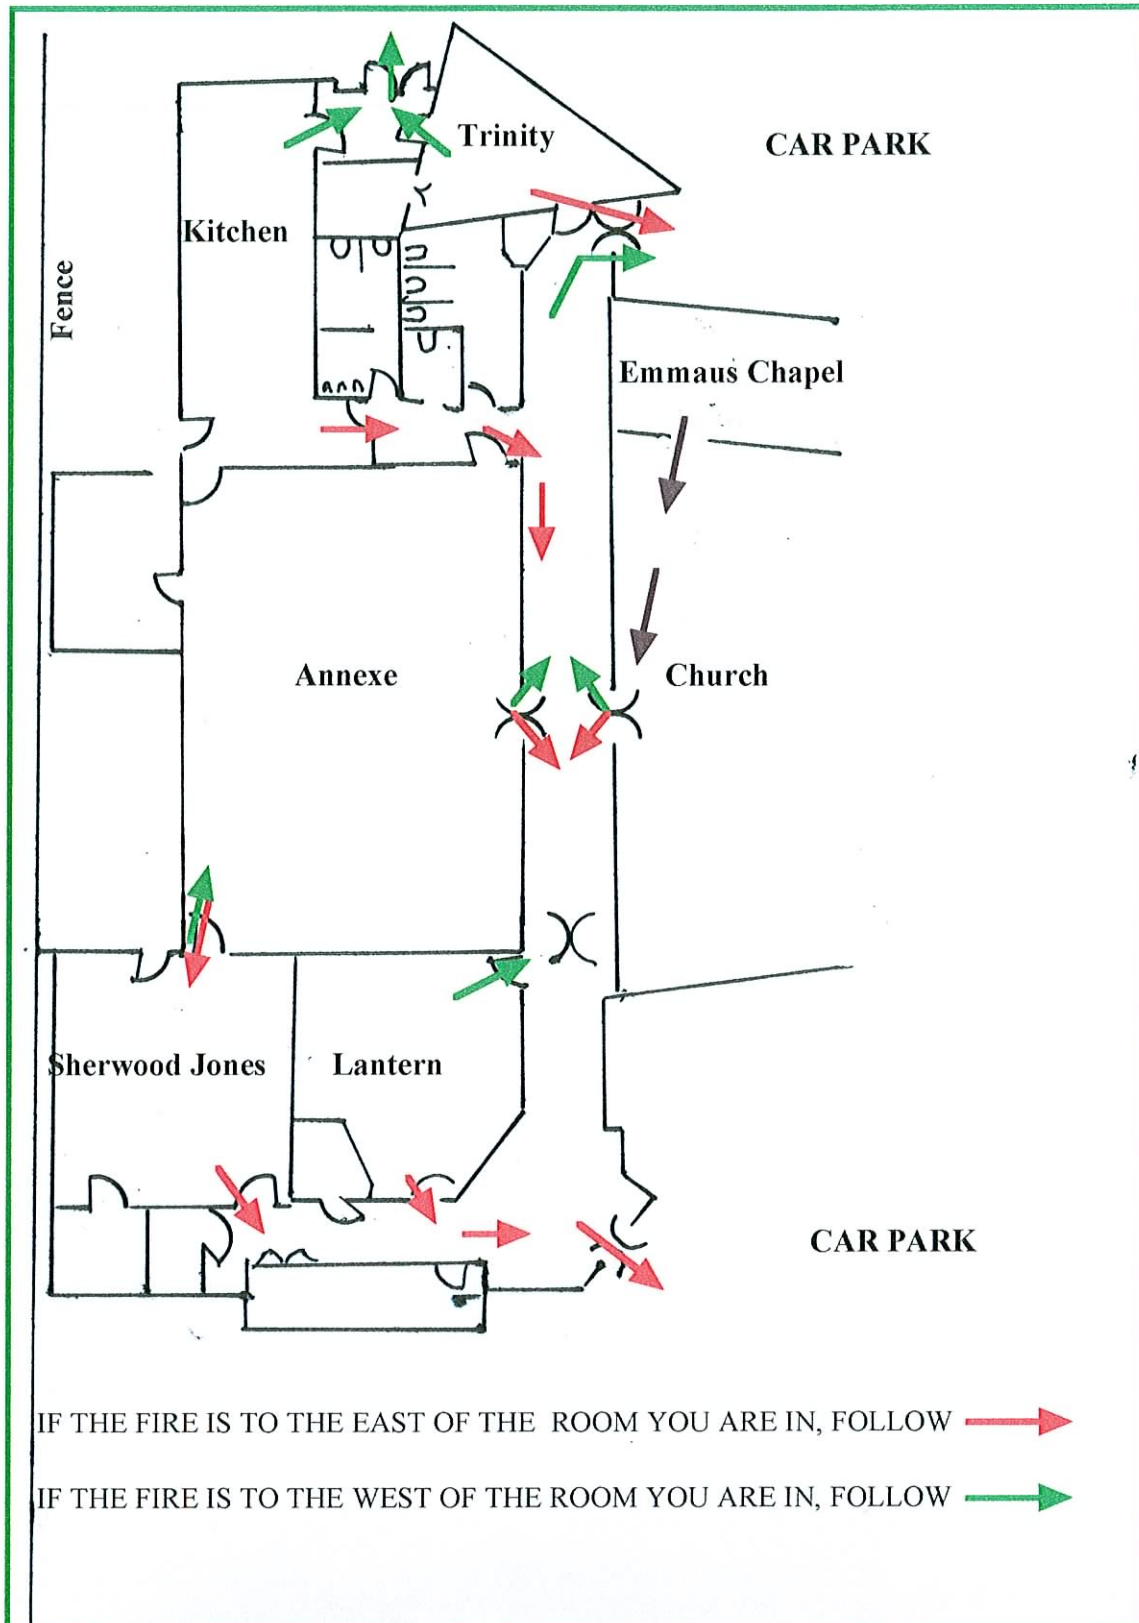 Trinity
CAR PARK
Kitchen
Fence
Emmaus Chapel
Annexe
Church
Sherwood Jones
Lantern
CAR PARK
IF THE FIRE IS TO THE EAST OF THE ROOM YOU ARE IN, FOLLOW
IF THE FIRE IS TO THE WEST OF THE ROOM YOU ARE IN, FOLLOW